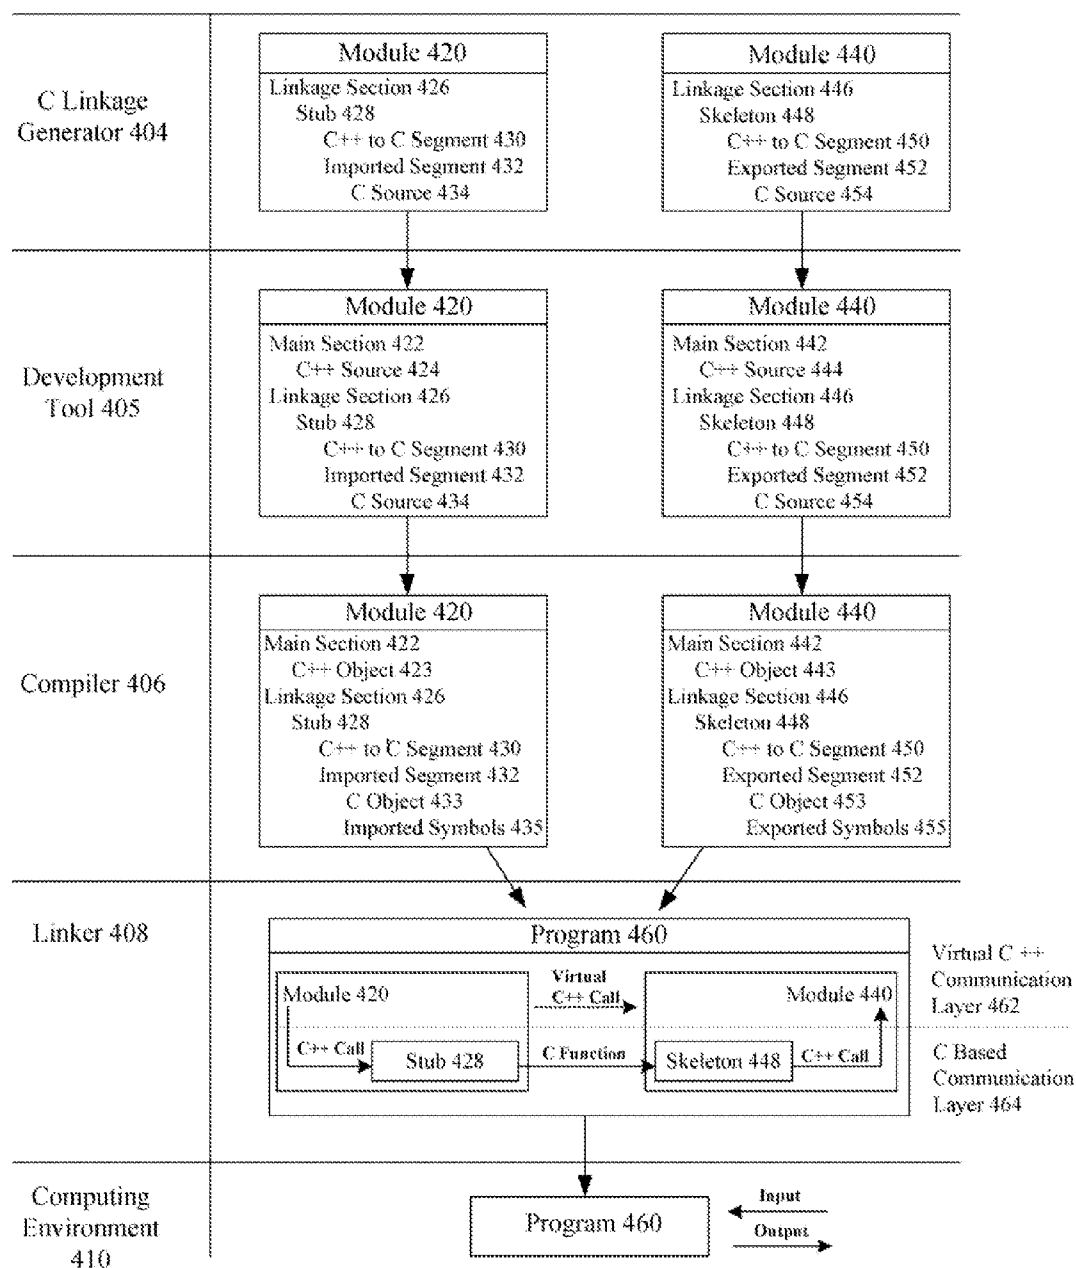 C Linkage
Generator 404
Module 420
Linkage Section 426
Stub 428
C++ to C Segment 430
Imported Segment 432
C Source 434
Module 440
Linkage Section 446
Skeleton 448
C++ to C Segment 450
Exported Segment 452
C Source 454
Development
Tool 405
Module 420
Main Section 422
C++ Source 424
Linkage Section 426
Stub 428
C++ to C Segment 430
Imported Segment 432
C Source 434
Module 440
Main Section 442
C++ Source 444
Linkage Section 446
Skeleton 448
C++ to C Segment 450
Exported Segment 452
C Source 454
Compiler 406
Module 420
Main Section 422
C++ Object 423
Linkage Section 426
Stub 428
C++ to C Segment 430
Imported Segment 432
C Object 433
Imported Symbols 435
Module 440
Main Section 442
C++ Object 443
Linkage Section 446
Skeleton 448
C++ to C Segment 450
Exported Segment 452
C Object 453
Exported Symbols 455
Linker 408
Program 460
Module 420
Virtual
C++ Call
Module 440
C++ Call
Stub 428
C Function
Skeleton 448
C++ Call
Virtual C ++
Communication
Layer 462
C Based
Communication
Layer 464
Computing
Environment
410
Program 460
Input
Output